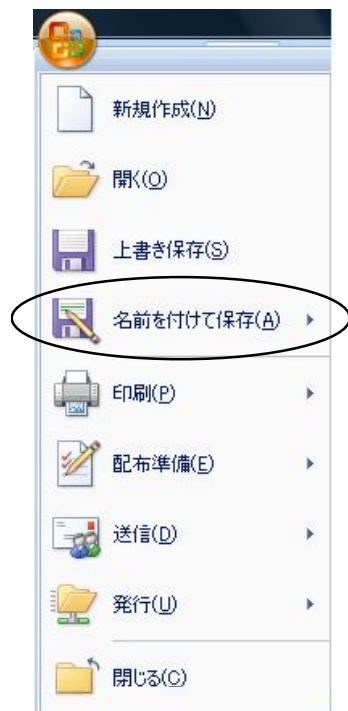 新規作成(N)
開く(O)
上書き保存(S)
名前を付けて保存(A)
印刷(P)
配布準備(E)
送信(D)
発行(U)
閉じる(C)